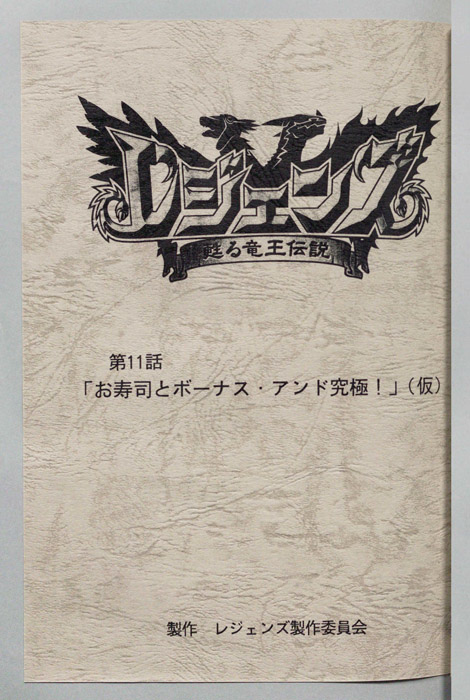 レジェンズ
甦る竜王伝説
第11話
「お寿司とボーナス・アンド究極！」（仮）
製作　レジェンズ製作委員会